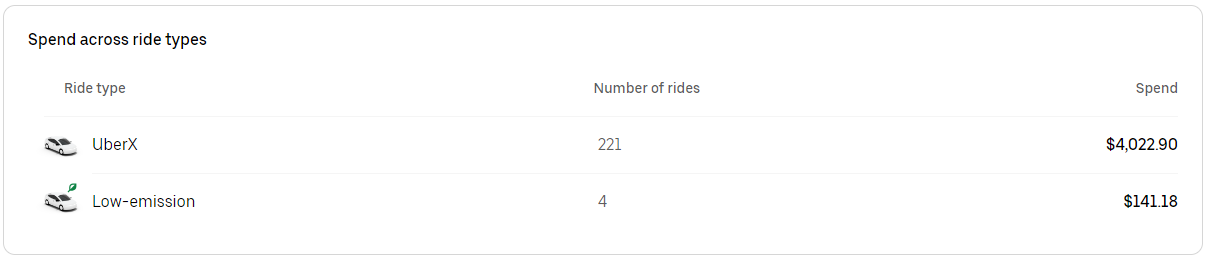 Spend across ride types
Ride type Number of rides Spend
UberX 221 $4,022.90
Low-emission 4 $141.18